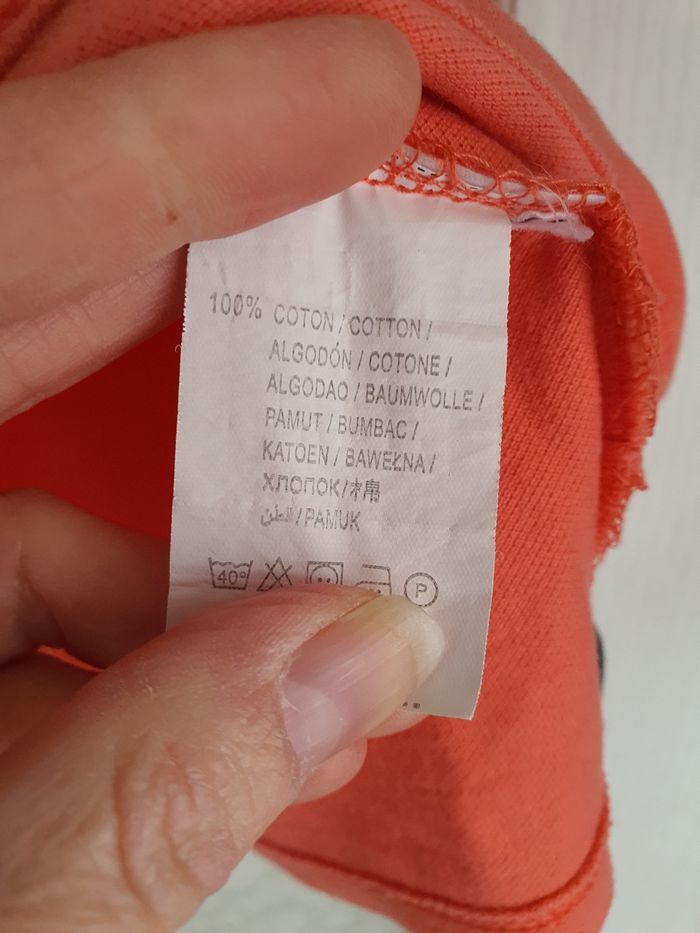 100% COTON / COTTON /
ALGODÓN / COTONE /
ALGODAO / BAUMWOLLE /
PAMUT / BUMBAC /
KATOEN / BAWEŁNA /
ХЛОПОК/棉
قطن / PAMUK
40° P